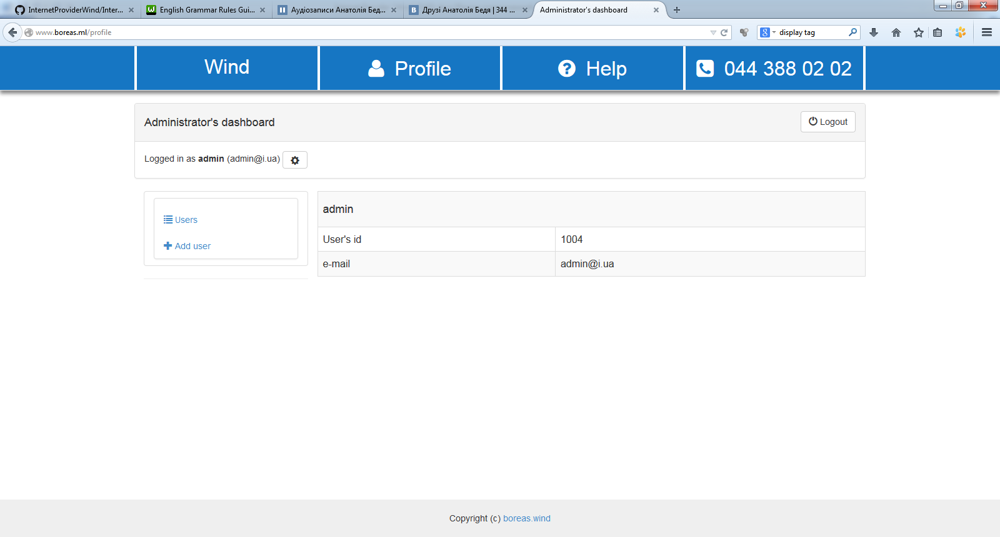 InternetProviderWind/Inter...
English Grammar Rules Gui...
Аудіозаписи Анатолія Бед...
В
Друзі Анатолія Бедя | 344 ...
Administrator's dashboard
www.boreas.ml/profile
8
display tag
Wind
Profile
Help
044 388 02 02
Administrator's dashboard
Logout
Logged in as admin (admin@i.ua)
Users
Add user
admin
User's id
1004
e-mail
admin@i.ua
Copyright (c) boreas.wind